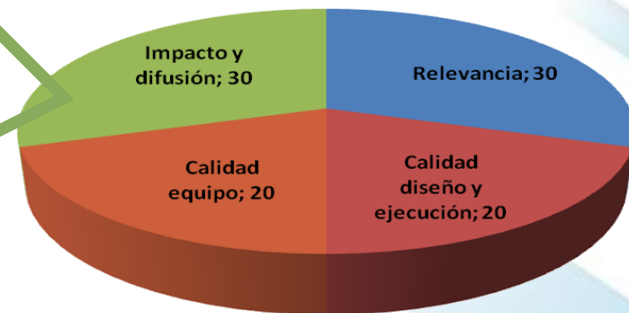 Impacto y
difusión; 30
Relevancia; 30
Calidad
equipo; 20
Calidad
diseño y
ejecución; 20